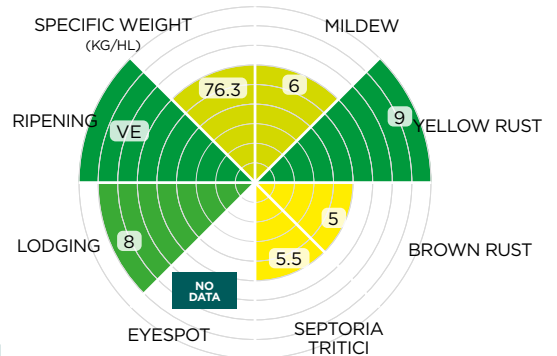 SPECIFIC WEIGHT
(KG/HL)
MILDEW
76.3
6
RIPENING
VE
9
YELLOW RUST
LODGING
8
5
BROWN RUST
5.5
NO
DATA
EYESPOT
SEPTORIA
TRITICI